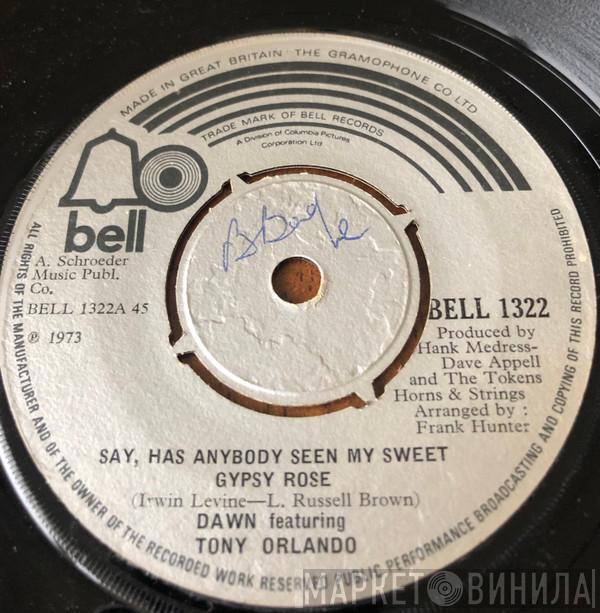 MADE IN GREAT BRITAIN THE GRAMOPHONE CO LTD
TRADE MARK OF BELL RECORDS
A Division of Columbia Pictures
Corporation Ltd
bell
A. Schroeder
Music Publ.
Co.
BELL 1322A 45
℗ 1973
BELL 1322
Produced by
Hank Medress-
Dave Appell
and The Tokens
Horns & Strings
Arranged by :
Frank Hunter
SAY, HAS ANYBODY SEEN MY SWEET
GYPSY ROSE
(Irwin Levine—L. Russell Brown)
DAWN featuring
TONY ORLANDO
ALL RIGHTS OF THE MANUFACTURER AND OF THE OWNER OF THE RECORDED WORK RESERVED PUBLIC PERFORMANCE BROADCASTING AND COPYING OF THIS RECORD PROHIBITED
МАРКЕТ ВИНИЛА